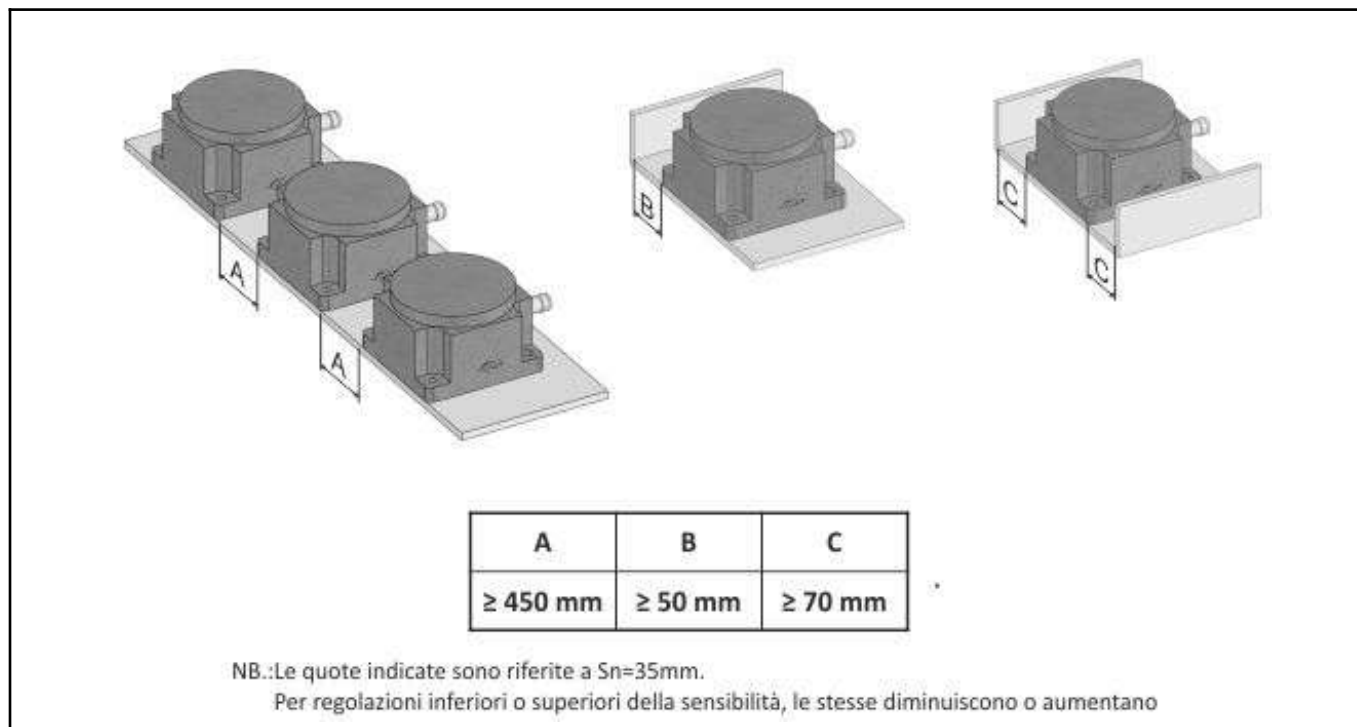 A
A
B
C
C
A B C
≥ 450 mm ≥ 50 mm ≥ 70 mm
NB.:Le quote indicate sono riferite a Sn=35mm.
Per regolazioni inferiori o superiori della sensibilità, le stesse diminuiscono o aumentano